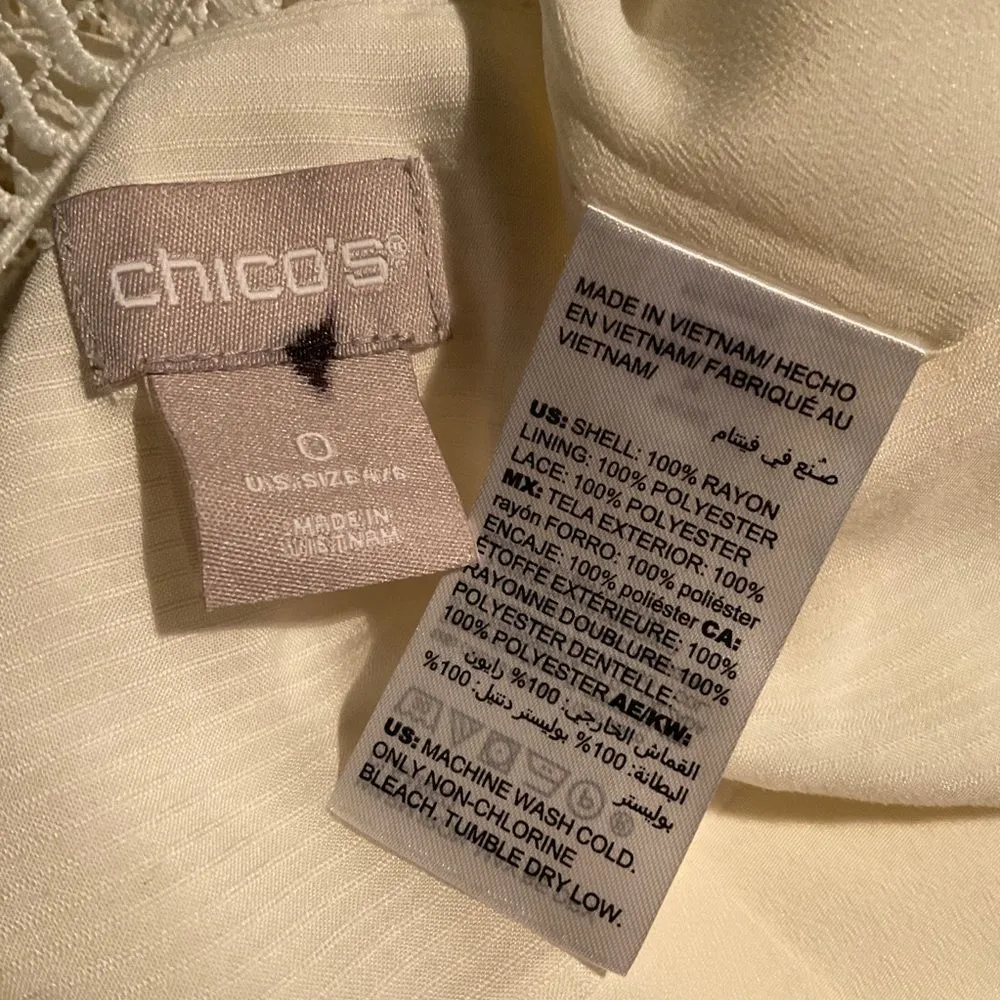 chico's®
0
U.S. SIZE 4/6
MADE IN
VIETNAM
MADE IN VIETNAM/ HECHO
EN VIETNAM/ FABRIQUÉ AU
VIETNAM/
صُنع في فيتنام
US: SHELL: 100% RAYON
LINING: 100% POLYESTER
LACE: 100% POLYESTER
MX: TELA EXTERIOR: 100%
rayón FORRO: 100% poliéster
ENCAJE: 100% poliéster CA:
ÉTOFFE EXTÉRIEURE: 100%
RAYONNE DOUBLURE: 100%
POLYESTER DENTELLE:
100% POLYESTER AE/KW:
القماش الخارجي: 100% رايون
البطانة: 100% بوليستر دنتيل: 100%
بوليستر
US: MACHINE WASH COLD.
ONLY NON-CHLORINE
BLEACH. TUMBLE DRY LOW.